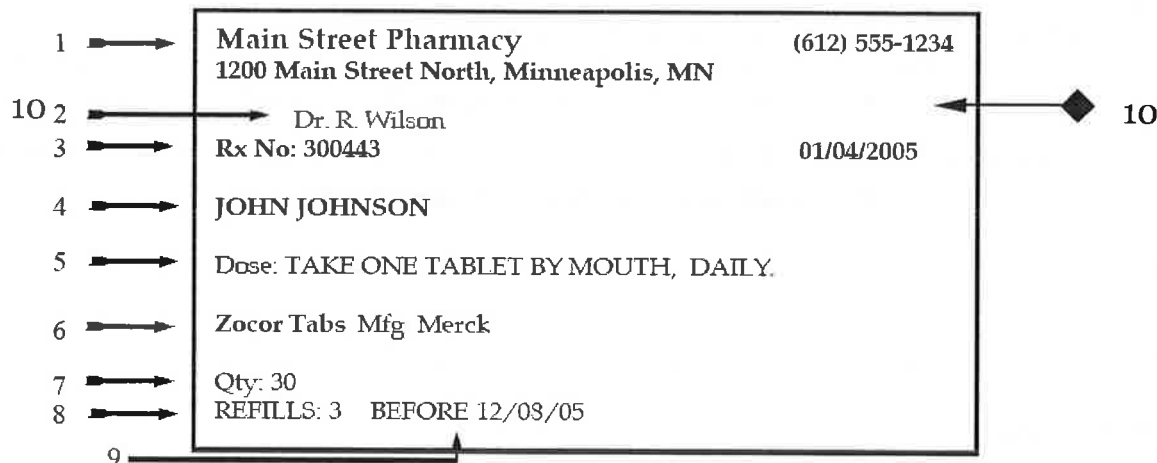 1 Main Street Pharmacy (612) 555-1234
1200 Main Street North, Minneapolis, MN
10 2 Dr. R. Wilson 10
3 Rx No: 300443 01/04/2005
4 JOHN JOHNSON
5 Dose: TAKE ONE TABLET BY MOUTH, DAILY.
6 Zocor Tabs Mfg Merck
7 Qty: 30
8 REFILLS: 3 BEFORE 12/08/05
9